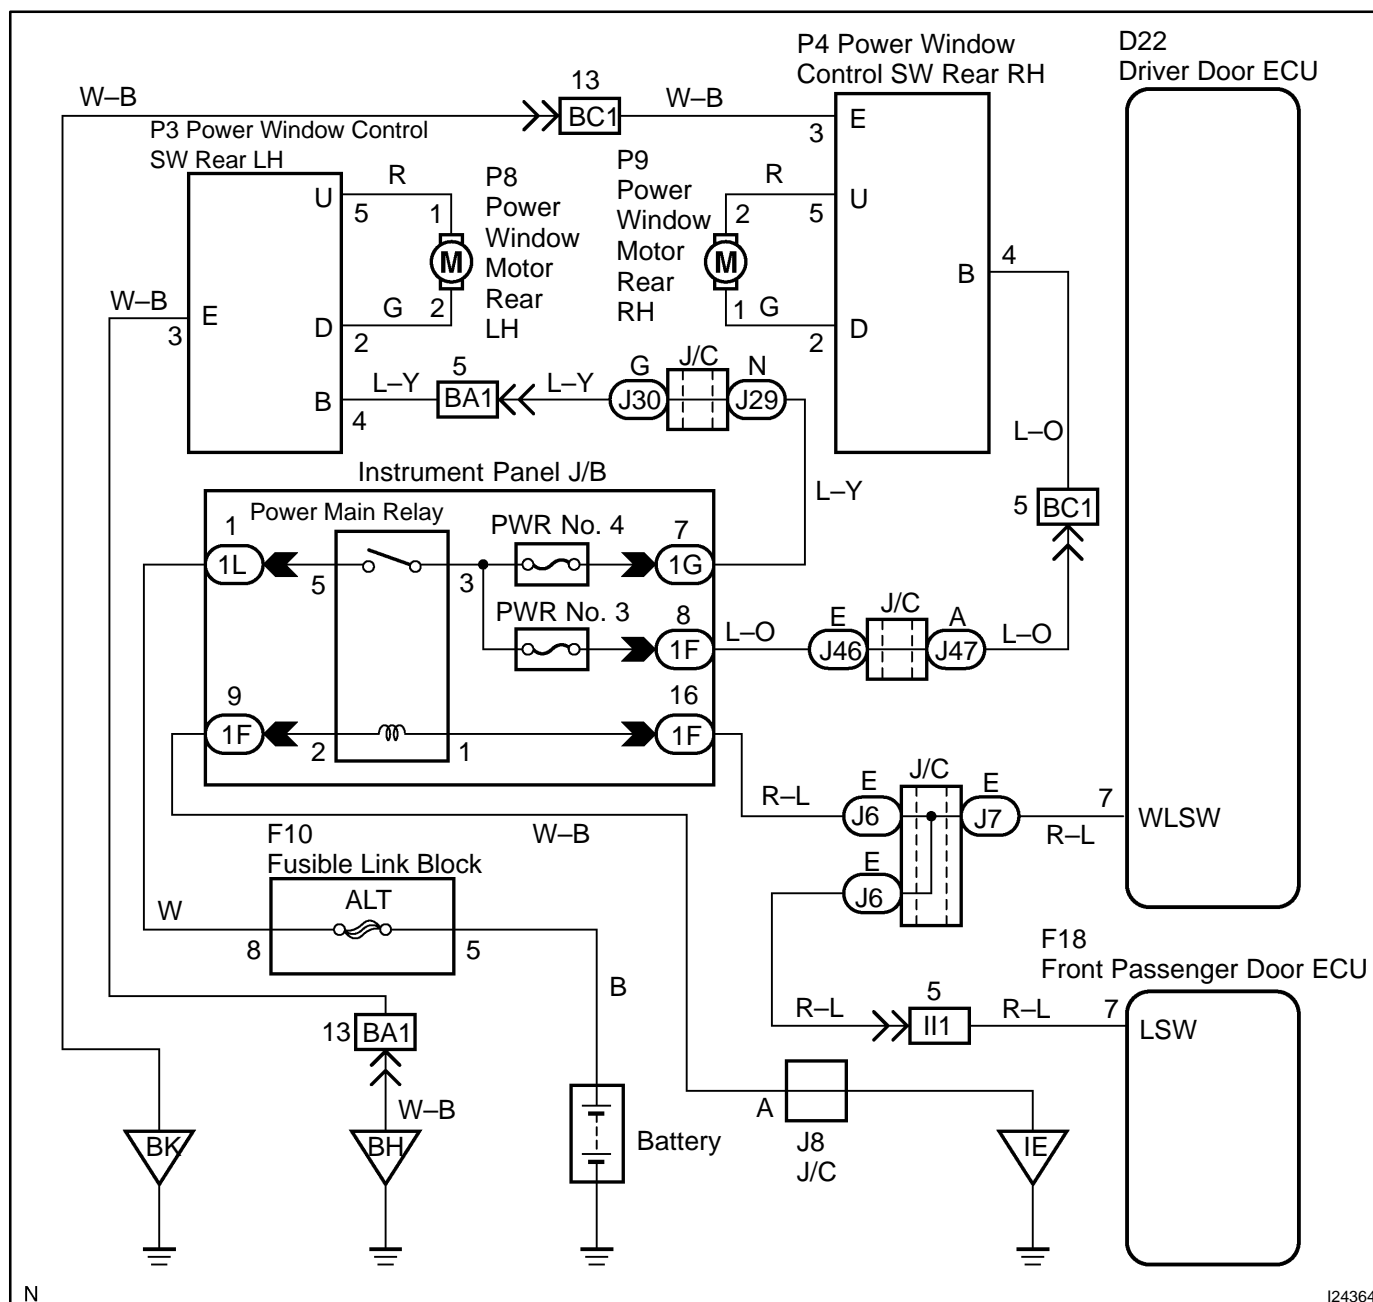 P4 Power Window
Control SW Rear RH
D22
Driver Door ECU
W–B
13
BC1
W–B
3
E
P3 Power Window Control
SW Rear LH
U
5
R
1
M
P8
Power
Window
Motor
Rear
LH
P9
Power
Window
Motor
Rear
RH
R
2
M
5
U
B
4
W–B
3
E
D
2
G
2
1
G
2
D
B
4
L–Y
5
BA1
L–Y
G
J30
J/C
N
J29
L–O
L–Y
5
BC1
Instrument Panel J/B
Power Main Relay
1
1L
5
3
PWR No. 4
7
1G
PWR No. 3
8
1F
L–O
E
J46
J/C
A
J47
L–O
9
1F
2
1
16
1F
R–L
E
J6
J/C
E
J7
R–L
7
WLSW
E
J6
W–B
F10
Fusible Link Block
ALT
W
8
5
B
F18
Front Passenger Door ECU
R–L
5
II1
R–L
7
LSW
13
BA1
W–B
BK
BH
Battery
A
J8
J/C
IE
N
I24364